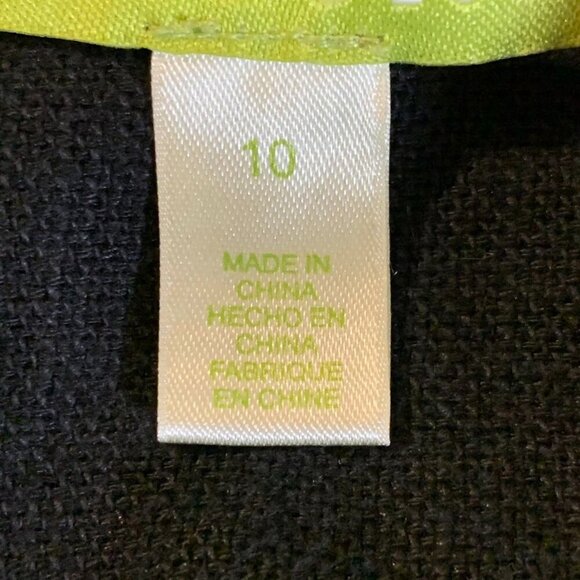 10
MADE IN
CHINA
HECHO EN
CHINA
FABRIQUE
EN CHINE